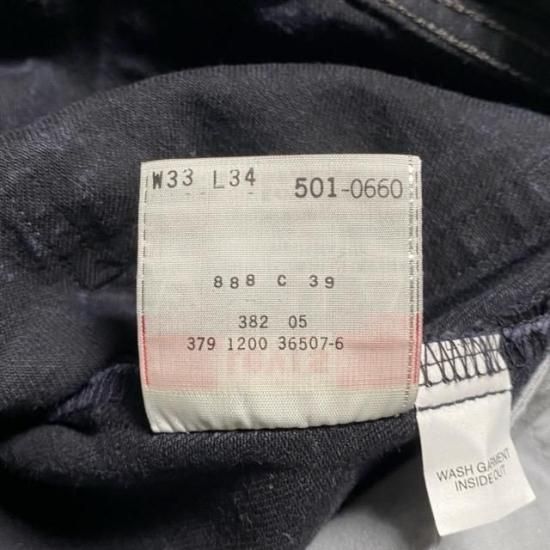 W33 L34 501-0660
888 C 39
382 05
379 1200 36507-6
WASH GARMENT
INSIDE OUT